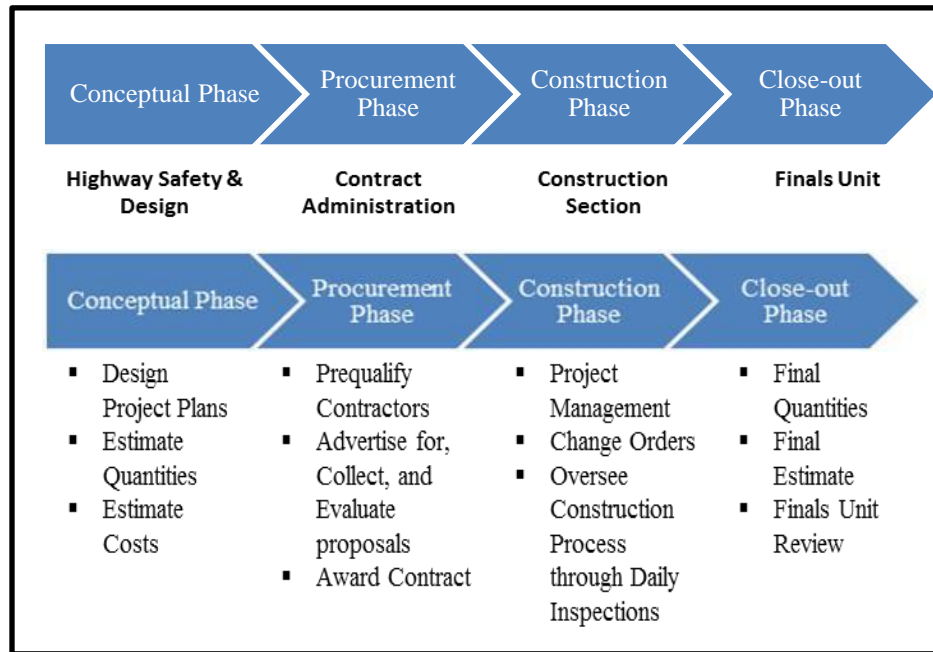 Conceptual Phase
Procurement
Phase
Construction
Phase
Close-out
Phase
Highway Safety &
Design
Contract
Administration
Construction
Section
Finals Unit
Conceptual Phase
Procurement
Phase
Construction
Phase
Close-out
Phase
▪ Design
Project Plans
▪ Estimate
Quantities
▪ Estimate
Costs
▪ Prequalify
Contractors
▪ Advertise for,
Collect, and
Evaluate
proposals
▪ Award Contract
▪ Project
Management
▪ Change Orders
▪ Oversee
Construction
Process
through Daily
Inspections
▪ Final
Quantities
▪ Final
Estimate
▪ Finals Unit
Review